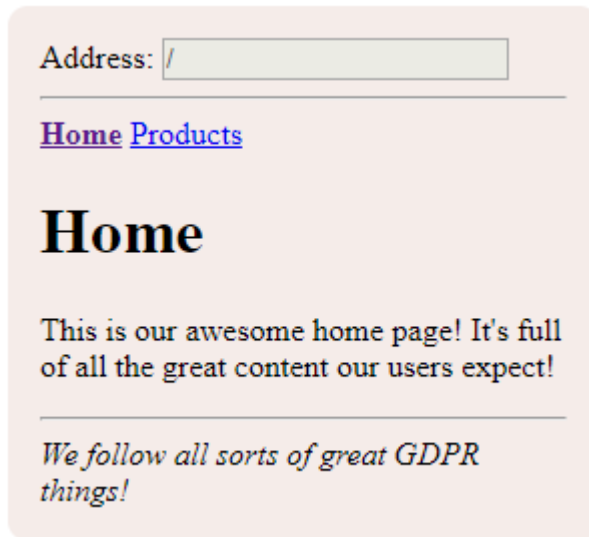 Address: /
Home Products
Home
This is our awesome home page! It's full
of all the great content our users expect!
We follow all sorts of great GDPR
things!